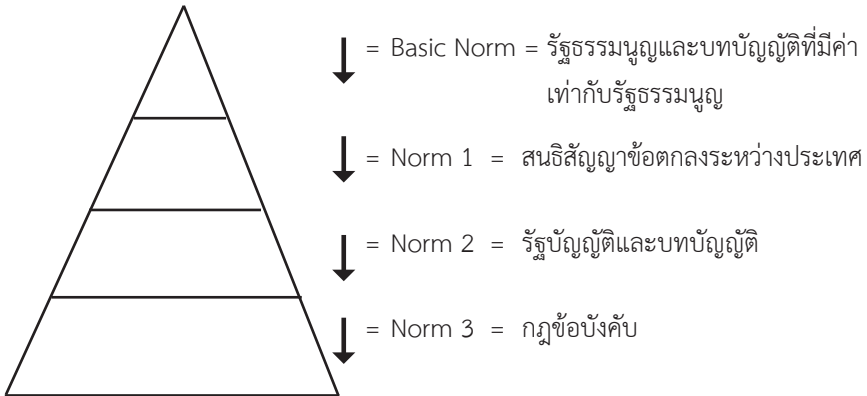 = Basic Norm = รัฐธรรมนูญและบทบัญญัติที่มีค่า
เท่ากับรัฐธรรมนูญ
= Norm 1 = สนธิสัญญาข้อตกลงระหว่างประเทศ
= Norm 2 = รัฐบัญญัติและบทบัญญัติ
= Norm 3 = กฎข้อบังคับ